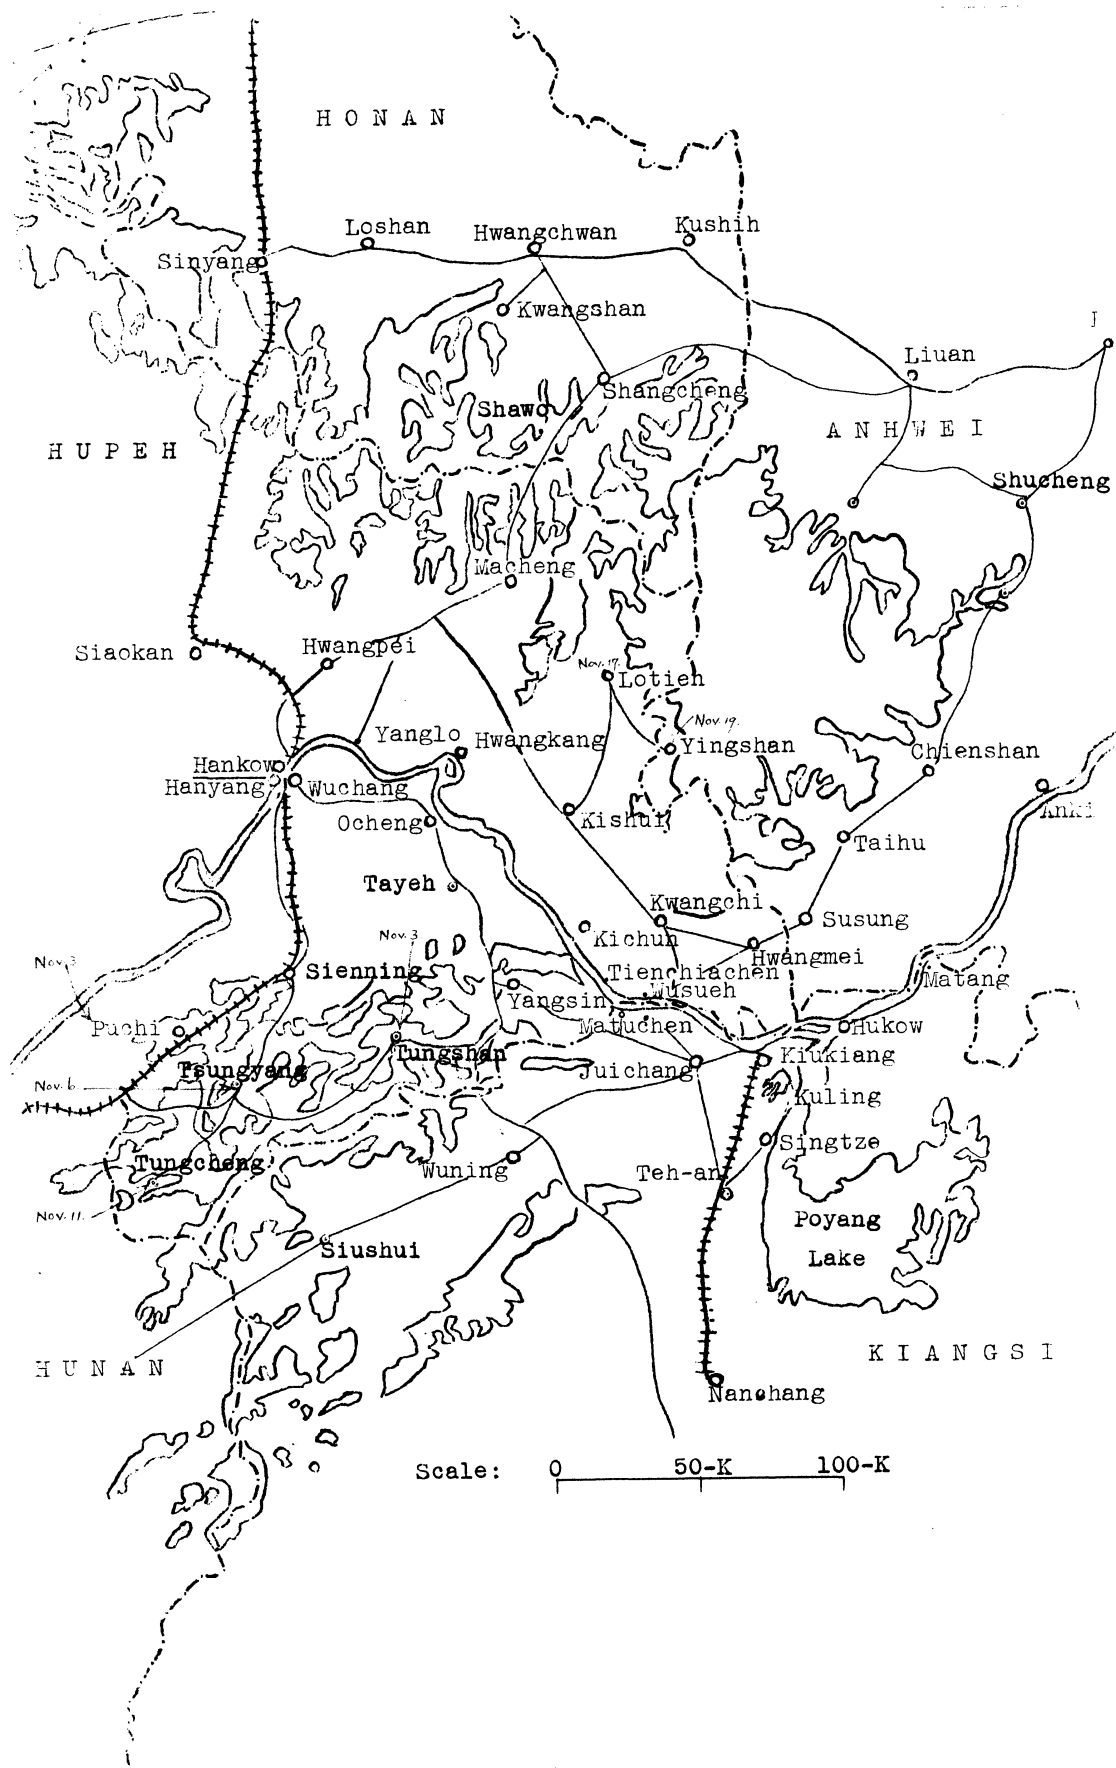 HONAN
Loshan
Hwangchwan
Kushih
Sinyang
Kwangshan
J
Liuan
Shangcheng
Shawo
ANHWEI
HUPEH
Shucheng
Macheng
Siaokan
Hwangpei
Nov. 17.
Lotien
Nov. 19.
Yanglo
Hwangkang
Yingshan
Chienshan
Hankow
Hanyang
Wuchang
Anki
Ocheng
Kishui
Taihu
Tayeh
Kwangchi
Susung
Nov. 3
Kichun
Hwangmei
Nov. 3
Sienning
Tienchiachen
Matang
Yangsin
Wusueh
Puchi
Matuchen
Hukow
Tungshan
Kiukiang
Tsungyang
Juichang
Nov. 6
Kuling
Singtze
Tungcheng
Wuning
Teh-an
Nov. 11.
Poyang
Siushui
Lake
HUNAN
KIANGSI
Nanchang
Scale: 0 50-K 100-K